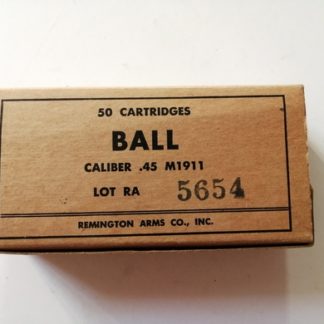 50 CARTRIDGES
BALL
CALIBER .45 M1911
LOT RA 5654
REMINGTON ARMS CO., INC.